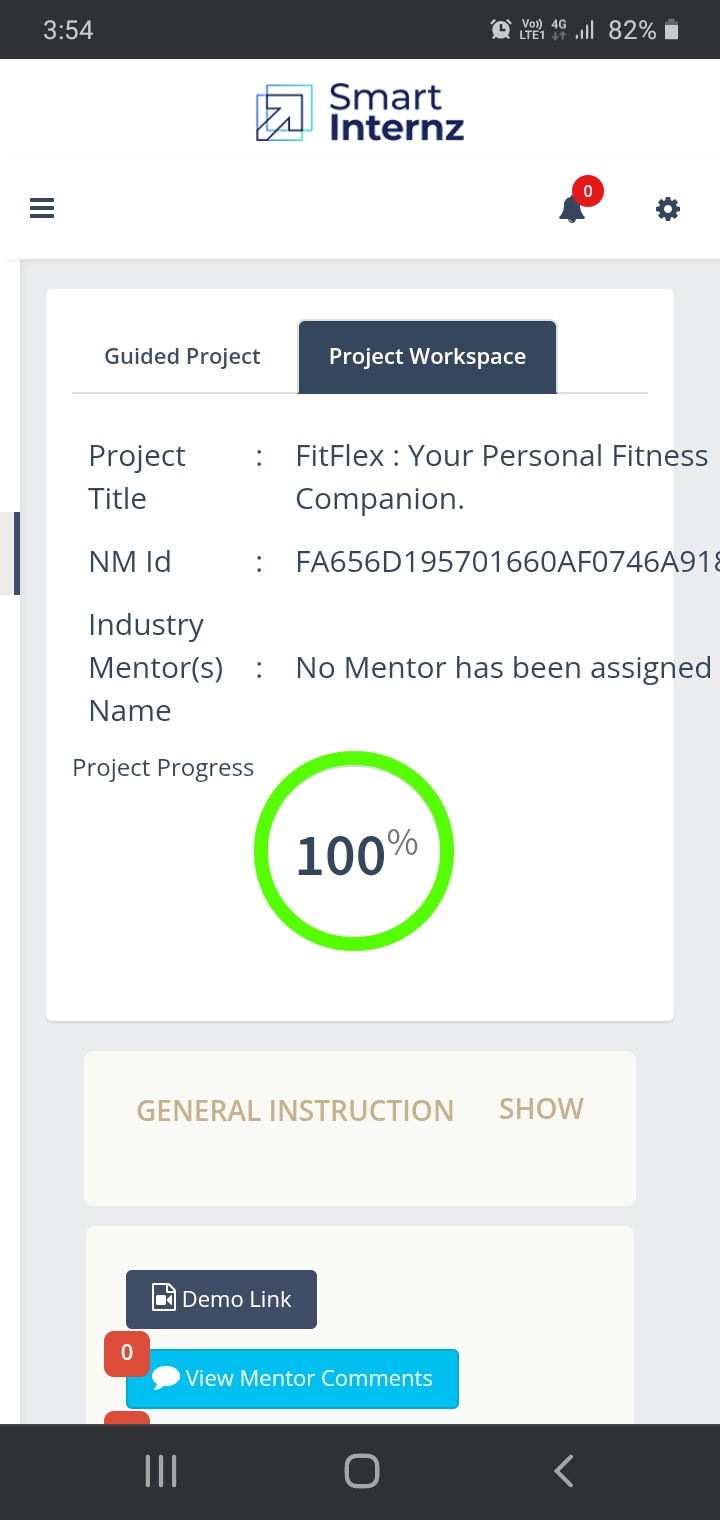 3:54
Vo)) 4G
LTE1
82%
Smart
Internz
0
Guided Project
Project Workspace
Project : FitFlex : Your Personal Fitness
Title Companion.
NM Id : FA656D195701660AF0746A918
Industry
Mentor(s) : No Mentor has been assigned
Name
Project Progress
100%
GENERAL INSTRUCTION
SHOW
Demo Link
0
View Mentor Comments